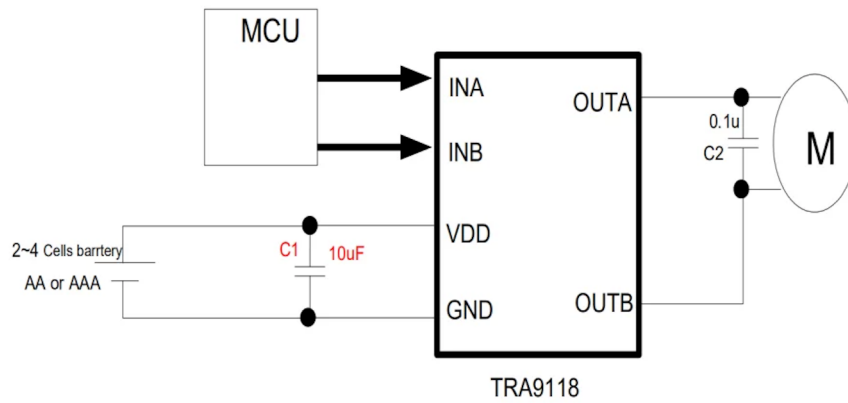 MCU
INA
INB
OUTA
0.1u
C2
M
2~4 Cells barrtery
AA or AAA
C1 10uF
VDD
GND
OUTB
TRA9118